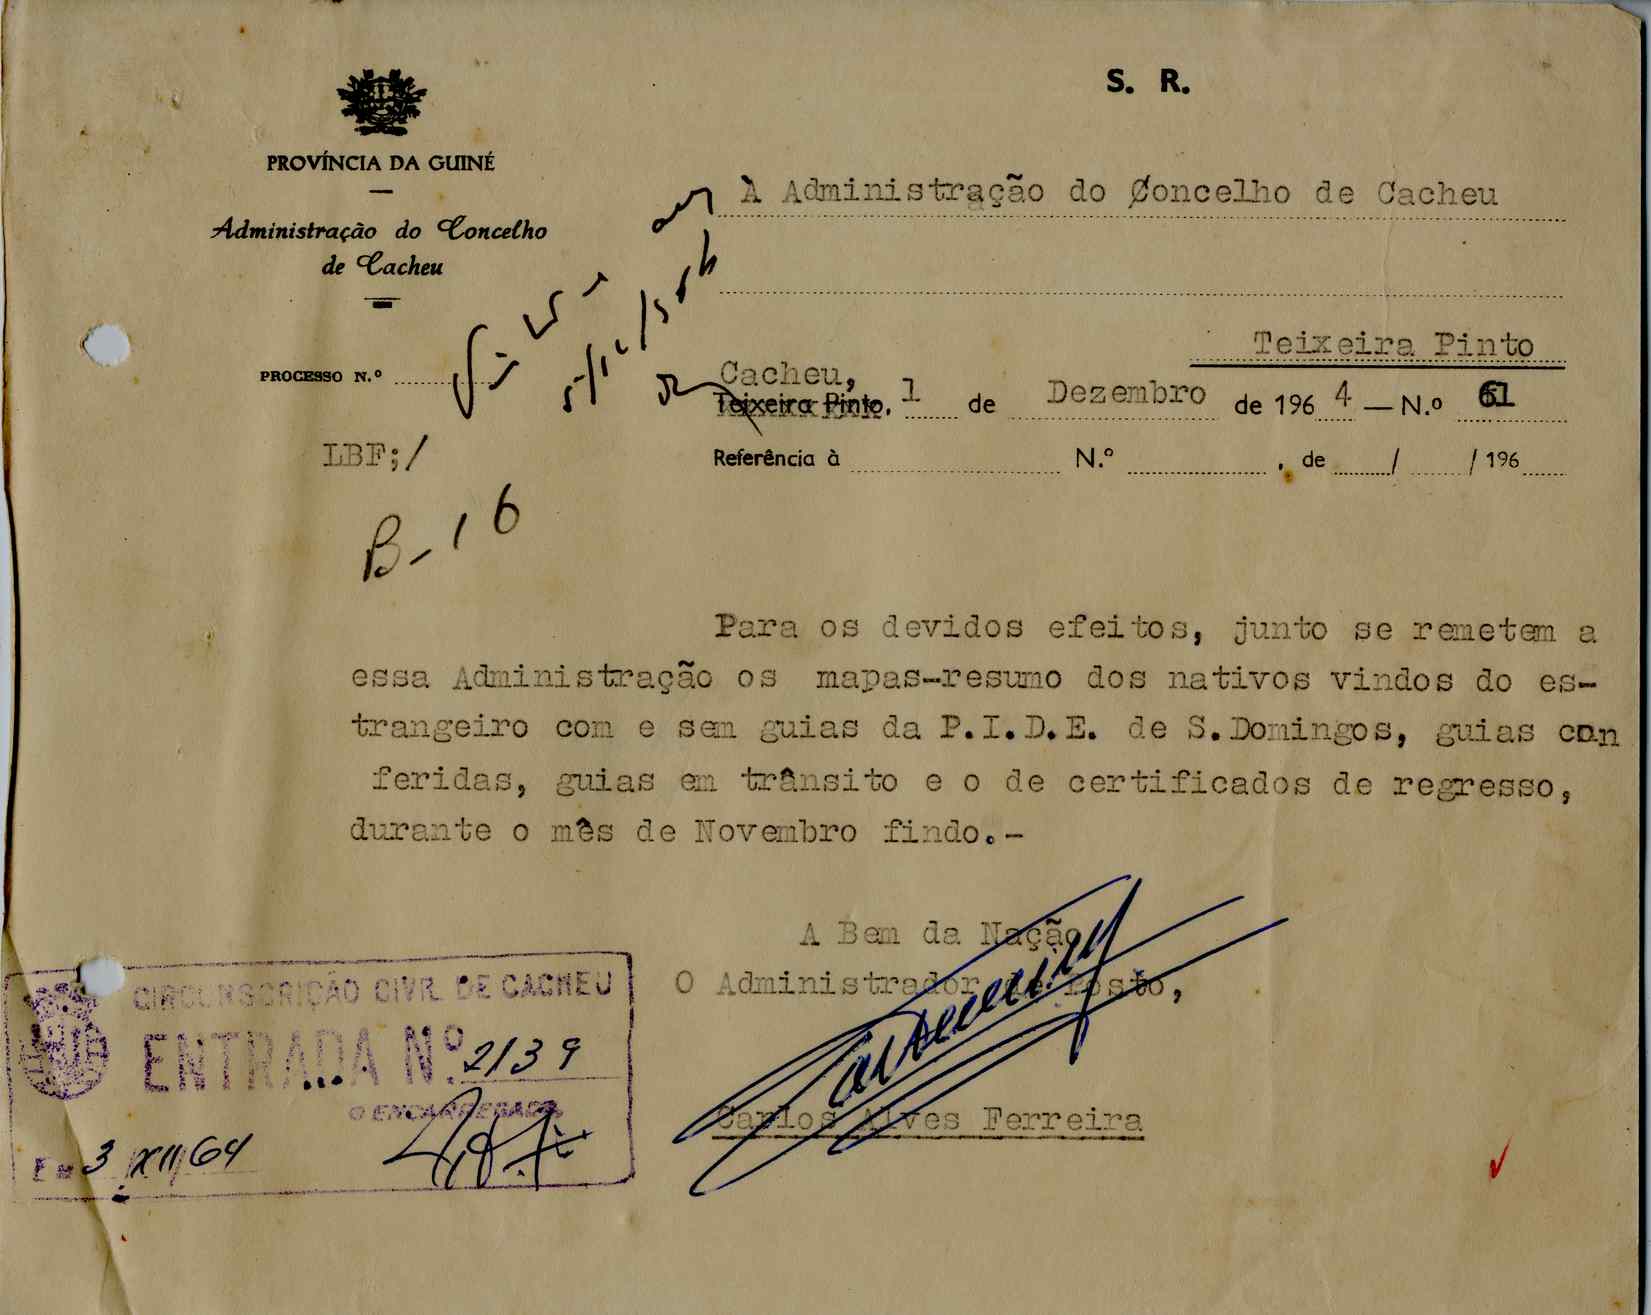 S. R.
PROVÍNCIA DA GUINÉ
Administração do Concelho
de Cacheu
À Administração do Concelho de Cacheu
Teixeira Pinto
PROCESSO N.º
Cacheu,
Teixeira Pinto, 1 de Dezembro de 1964 — N.º 61
LBF;/
Referência à N.º , de / / 196
B-16
Para os devidos efeitos, junto se remetem a
essa Administração os mapas-resumo dos nativos vindos do es-
trangeiro com e sem guias da P.I.D.E. de S.Domingos, guias con
feridas, guias em trânsito e o de certificados de regresso,
durante o mês de Novembro findo.-
A Bem da Nação
O Administrador de Posto,
Carlos Alves Ferreira
CIRCUNSCRIÇÃO CIVIL DE CACHEU
ENTRADA N.º 2139
O ENCARREGADO,
Em 3/XII/64